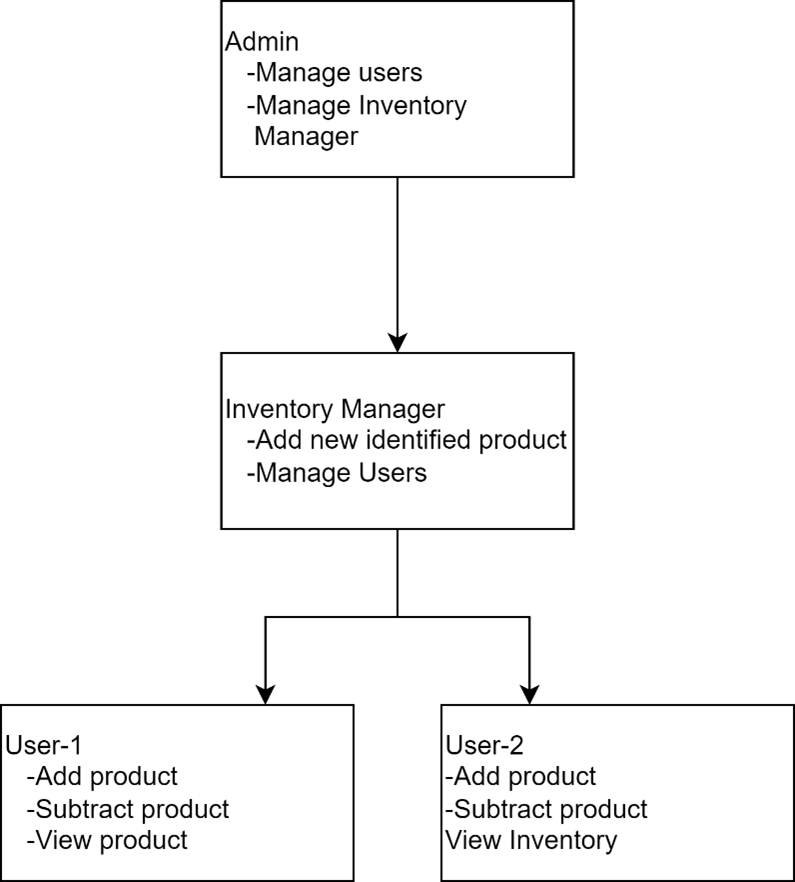 Admin
-Manage users
-Manage Inventory
Manager
Inventory Manager
-Add new identified product
-Manage Users
User-1
-Add product
-Subtract product
-View product
User-2
-Add product
-Subtract product
View Inventory